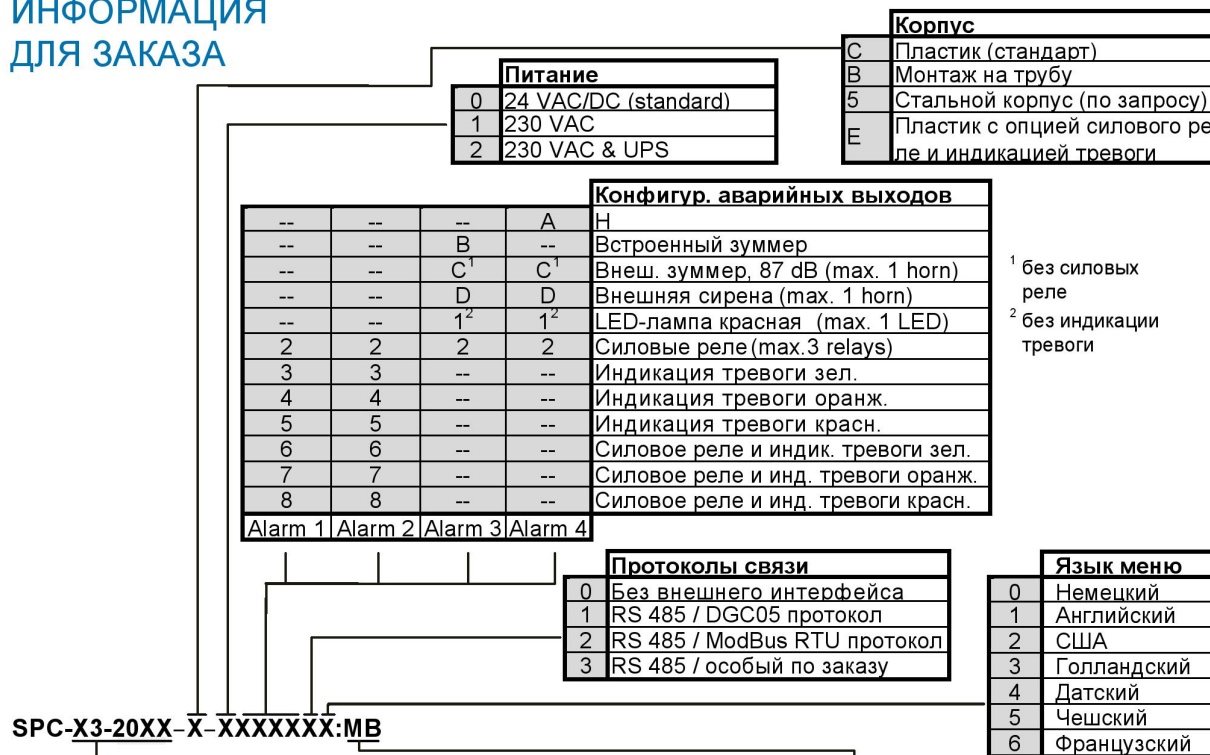 ИНФОРМАЦИЯ
ДЛЯ ЗАКАЗА
Корпус
C Пластик (стандарт)
B Монтаж на трубу
5 Стальной корпус (по запросу)
E Пластик с опцией силового ре
ле и индикацией тревоги
Питание
0 24 VAC/DC (standard)
1 230 VAC
2 230 VAC & UPS
Конфигур. аварийных выходов
-- -- -- A H
-- -- B -- Встроенный зуммер
-- -- C¹ C¹ Внеш. зуммер, 87 dB (max. 1 horn)
-- -- D D Внешняя сирена (max. 1 horn)
-- -- 1² 1² LED-лампа красная (max. 1 LED)
2 2 2 2 Силовые реле (max.3 relays)
3 3 -- -- Индикация тревоги зел.
4 4 -- -- Индикация тревоги оранж.
5 5 -- -- Индикация тревоги красн.
6 6 -- -- Силовое реле и индик. тревоги зел.
7 7 -- -- Силовое реле и инд. тревоги оранж.
8 8 -- -- Силовое реле и инд. тревоги красн.
Alarm 1 Alarm 2 Alarm 3 Alarm 4
¹ без силовых
реле
² без индикации
тревоги
Протоколы связи
0 Без внешнего интерфейса
1 RS 485 / DGC05 протокол
2 RS 485 / ModBus RTU протокол
3 RS 485 / особый по заказу
Язык меню
0 Немецкий
1 Английский
2 США
3 Голландский
4 Датский
5 Чешский
6 Французский
SPC-X3-20XX–X–XXXXXXX:MB